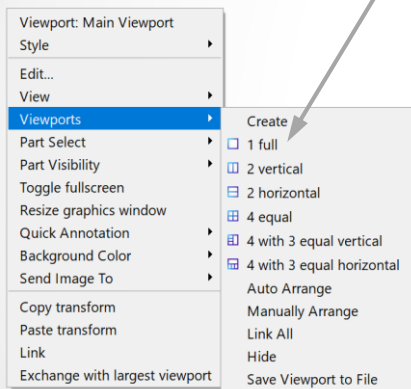 Viewport: Main Viewport
Style
Edit...
View
Viewports
Part Select
Part Visibility
Toggle fullscreen
Resize graphics window
Quick Annotation
Background Color
Send Image To
Copy transform
Paste transform
Link
Exchange with largest viewport
Create
1 full
2 vertical
2 horizontal
4 equal
4 with 3 equal vertical
4 with 3 equal horizontal
Auto Arrange
Manually Arrange
Link All
Hide
Save Viewport to File